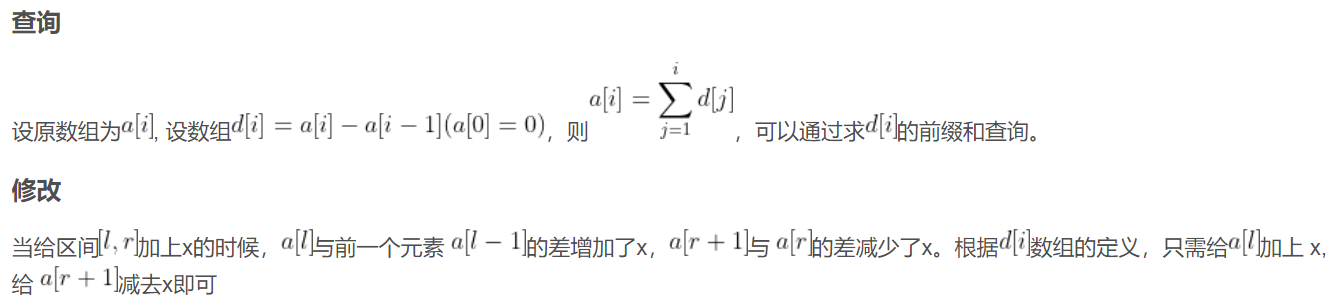 查询
设原数组为a[i], 设数组d[i] = a[i] − a[i − 1](a[0] = 0)，则 a[i] = \sum_{j=1}^{i} d[j]，可以通过求d[i]的前缀和查询。
修改
当给区间[l, r]加上x的时候，a[l]与前一个元素 a[l − 1]的差增加了x，a[r + 1]与 a[r]的差减少了x。根据d[i]数组的定义，只需给a[l]加上 x,
给 a[r + 1]减去x即可